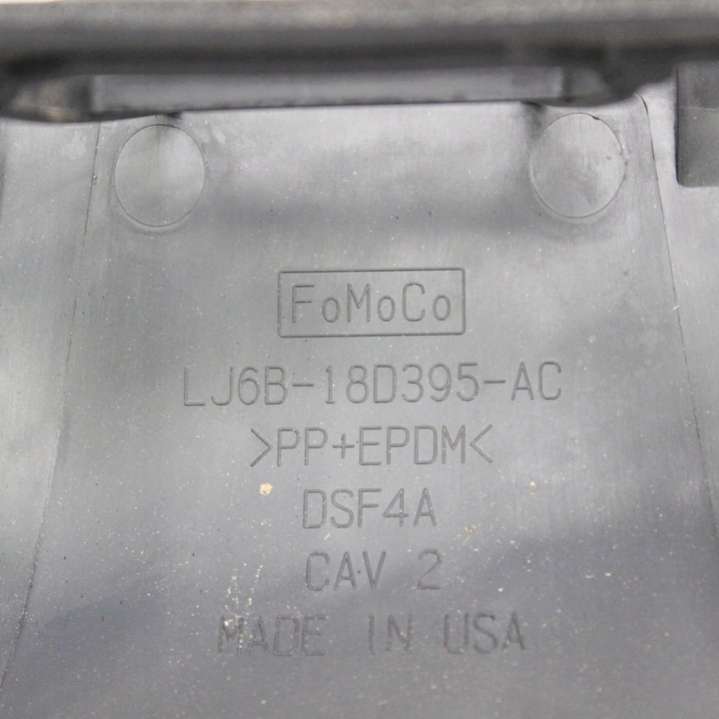 FoMoCo
LJ6B-18D395-AC
>PP+EPDM<
DSF4A
CAV 2
MADE IN USA